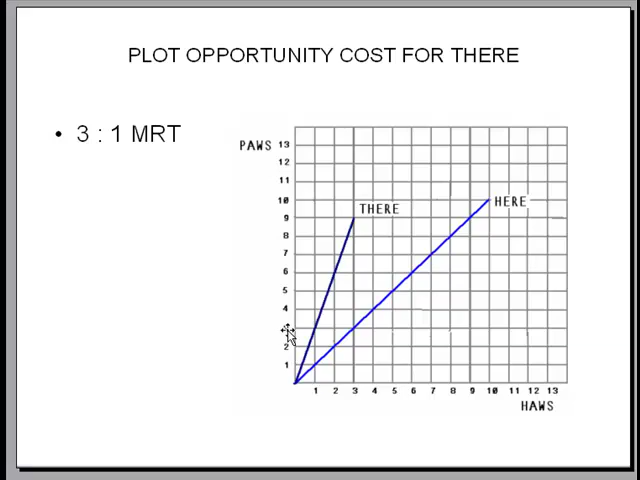 PLOT OPPORTUNITY COST FOR THERE
• 3 : 1 MRT
PAWS 13
12
11
10
THERE
HERE
9
8
7
6
5
4
2
1
1 2 3 4 5 6 7 8 9 10 11 12 13
HAWS